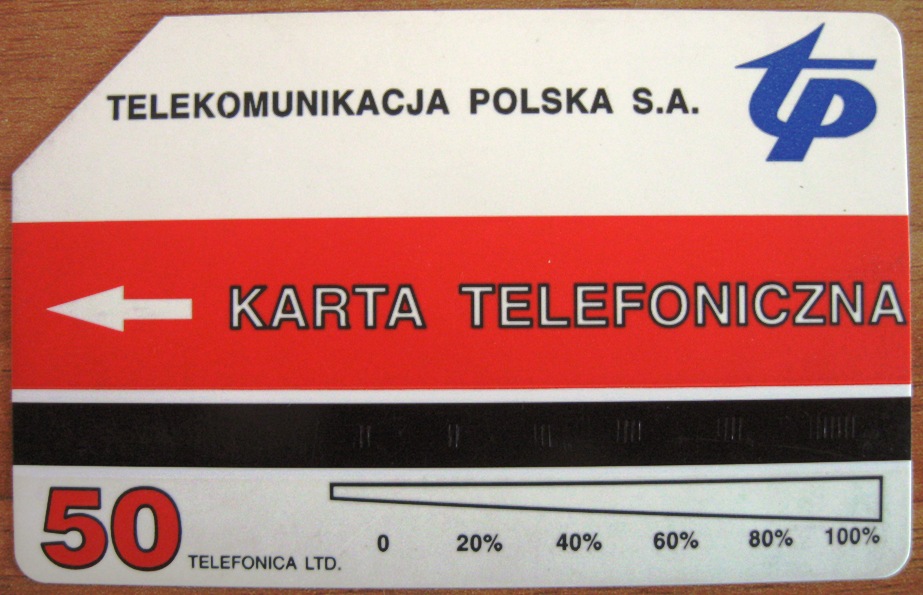 TELEKOMUNIKACJA POLSKA S.A.
tp
KARTA TELEFONICZNA
50
TELEFONICA LTD.
0 20% 40% 60% 80% 100%